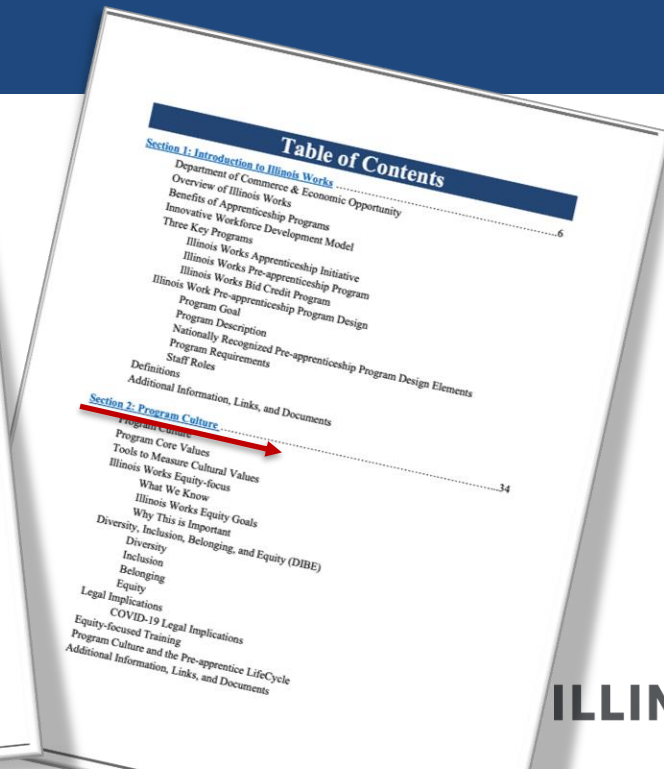 Table of Contents
Section 1: Introduction to Illinois Works ........................................................6
Department of Commerce & Economic Opportunity
Overview of Illinois Works
Benefits of Apprenticeship Programs
Innovative Workforce Development Model
Three Key Programs
Illinois Works Apprenticeship Initiative
Illinois Works Pre-apprenticeship Program
Illinois Works Bid Credit Program
Illinois Work Pre-apprenticeship Program Design
Program Goal
Program Description
Nationally Recognized Pre-apprenticeship Program Design Elements
Program Requirements
Staff Roles
Definitions
Additional Information, Links, and Documents
Section 2: Program Culture ........................................................34
Program Culture
Program Core Values
Tools to Measure Cultural Values
Illinois Works Equity-focus
What We Know
Illinois Works Equity Goals
Why This is Important
Diversity, Inclusion, Belonging, and Equity (DIBE)
Diversity
Inclusion
Belonging
Equity
Legal Implications
COVID-19 Legal Implications
Equity-focused Training
Program Culture and the Pre-apprentice LifeCycle
Additional Information, Links, and Documents
ILLIN